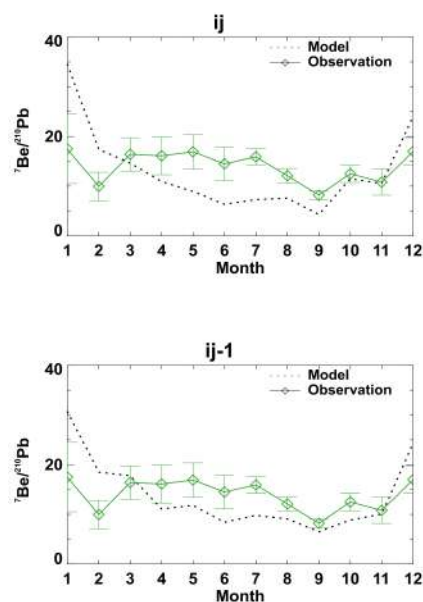 ij
40
Model
Observation
20
⁷Be/²¹⁰Pb
0
1 2 3 4 5 6 7 8 9 10 11 12
Month
ij-1
40
Model
Observation
20
⁷Be/²¹⁰Pb
0
1 2 3 4 5 6 7 8 9 10 11 12
Month